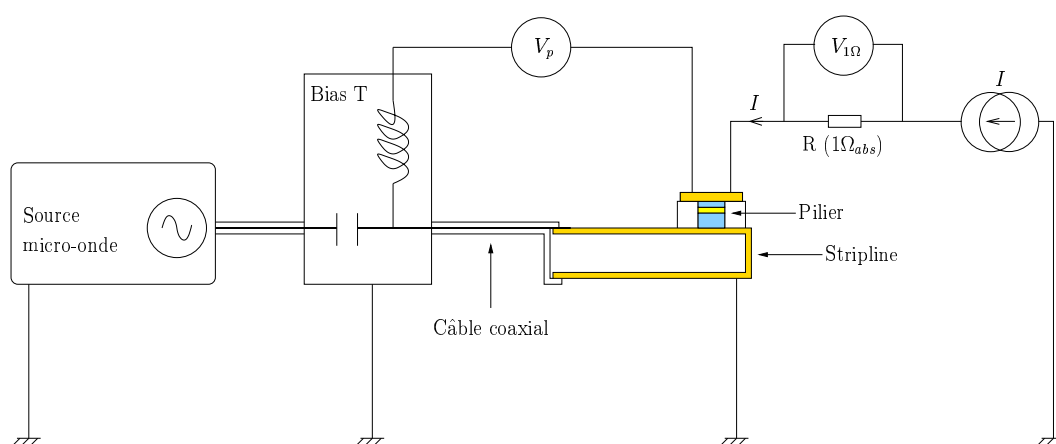 Bias T
Source
micro-onde
V_p
V_{1Ω}
I
I
R (1Ω_{abs})
Pilier
Stripline
Câble coaxial